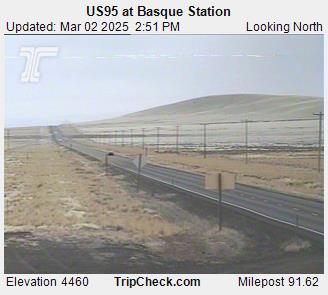 US95 at Basque Station
Updated: Mar 02 2025 2:51 PM Looking North
Elevation 4460 TripCheck.com Milepost 91.62